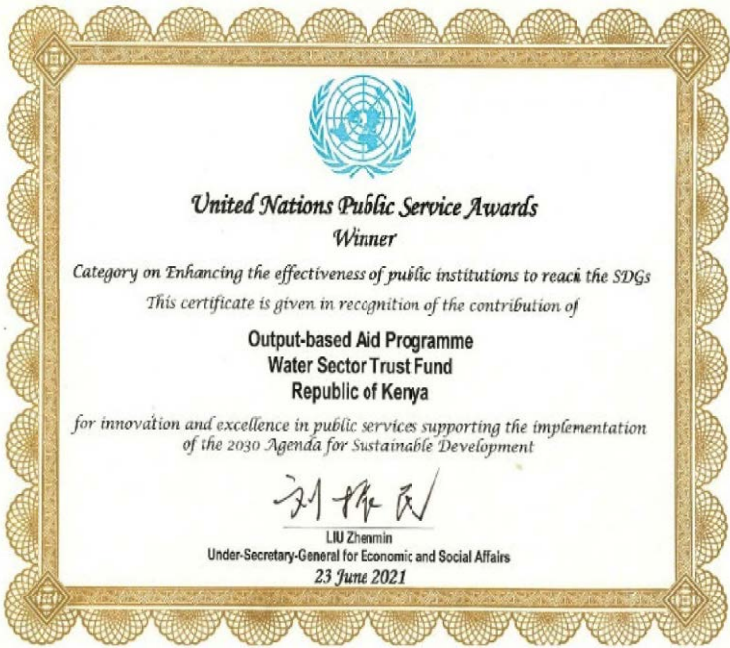 United Nations Public Service Awards
Winner
Category on Enhancing the effectiveness of public institutions to reach the SDGs
This certificate is given in recognition of the contribution of
Output-based Aid Programme
Water Sector Trust Fund
Republic of Kenya
for innovation and excellence in public services supporting the implementation
of the 2030 Agenda for Sustainable Development
刘振民
LIU Zhenmin
Under-Secretary-General for Economic and Social Affairs
23 June 2021